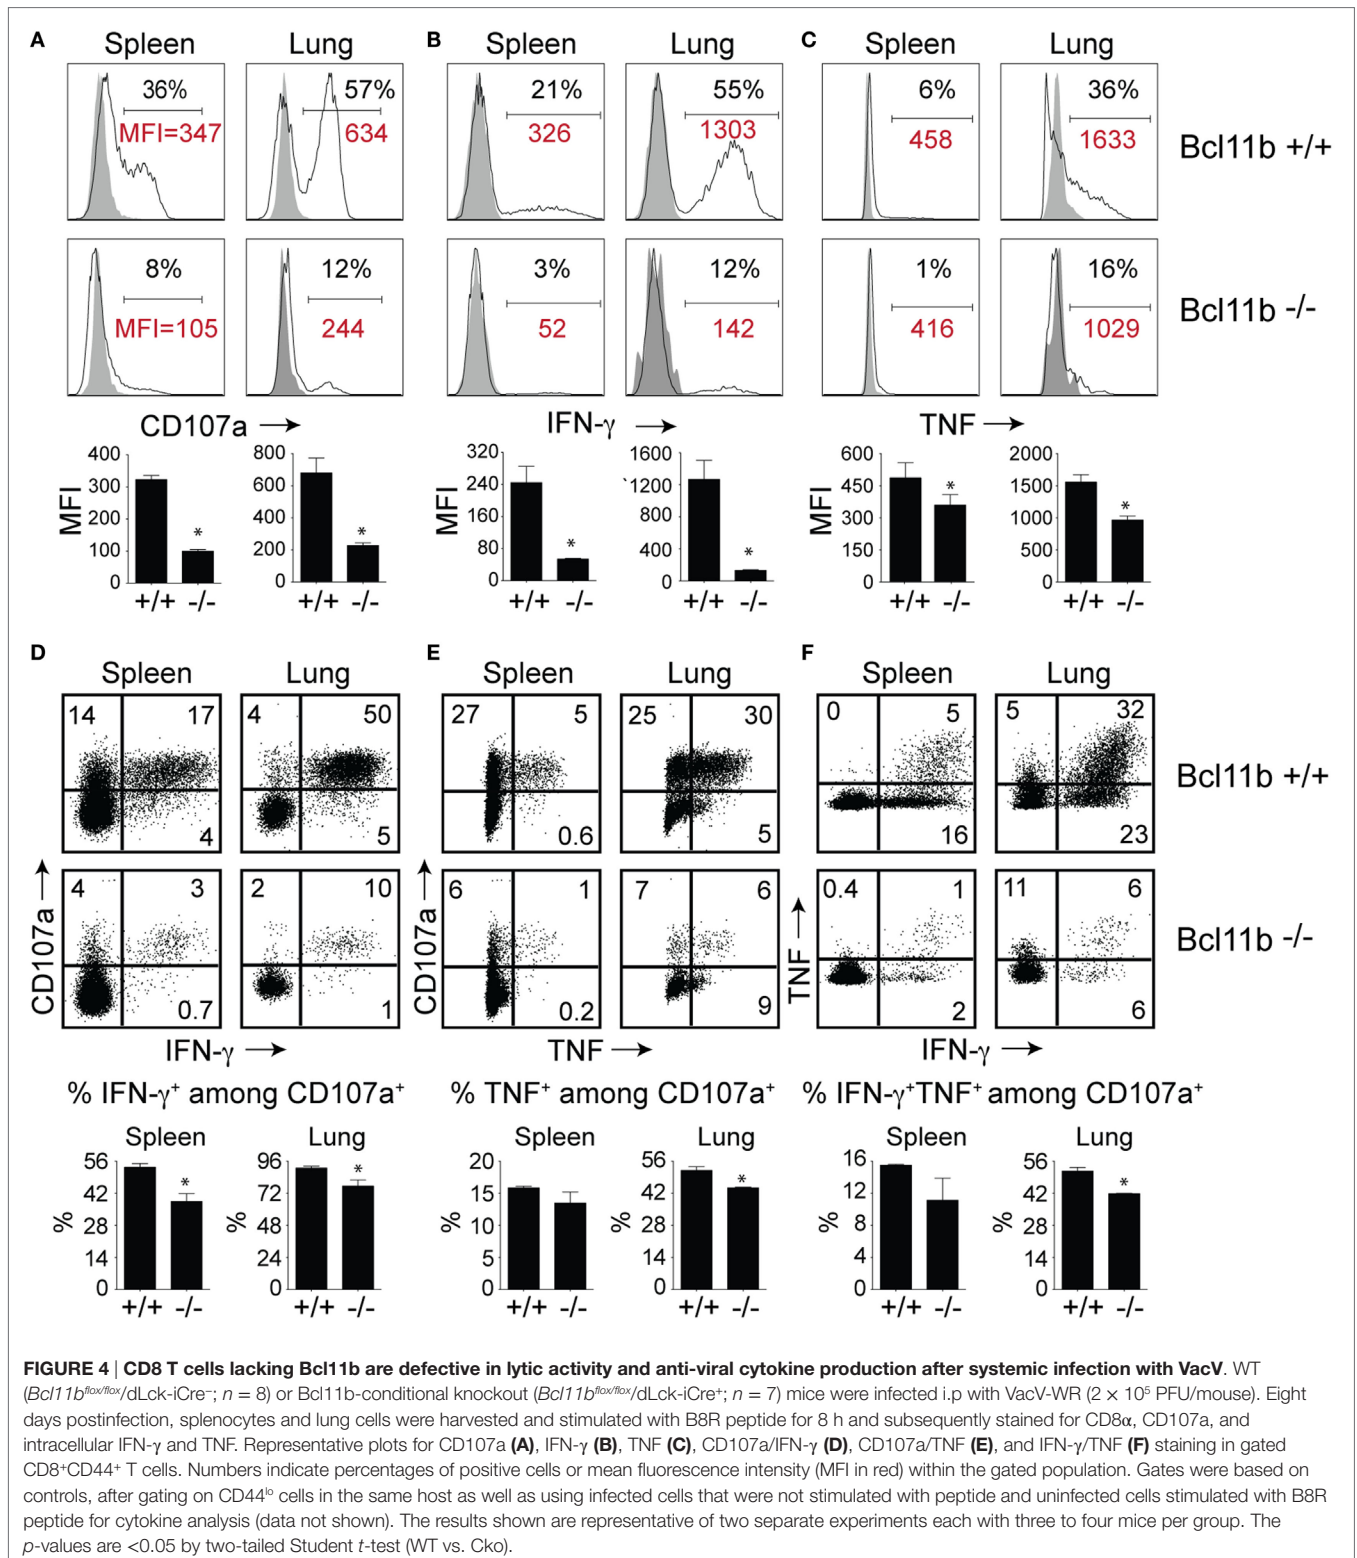 A
Spleen
Lung
B
Spleen
Lung
C
Spleen
Lung
36%
MFI=347
57%
634
21%
326
55%
1303
6%
458
36%
1633
Bcl11b +/+
8%
MFI=105
12%
244
3%
52
12%
142
1%
416
16%
1029
Bcl11b -/-
CD107a
IFN-γ
TNF
MFI
400
300
200
100
0
+/+ -/-
*
800
600
400
200
0
+/+ -/-
*
MFI
320
240
160
80
0
+/+ -/-
*
1600
1200
800
400
0
+/+ -/-
*
MFI
600
450
300
150
0
+/+ -/-
*
2000
1500
1000
500
0
+/+ -/-
*
D
Spleen
Lung
E
Spleen
Lung
F
Spleen
Lung
14 17
4
4 50
5
27 5
0.6
25 30
5
0 5
16
5 32
23
Bcl11b +/+
4 3
0.7
2 10
1
6 1
0.2
7 6
9
0.4 1
2
11 6
6
Bcl11b -/-
CD107a
IFN-γ
CD107a
TNF
TNF
IFN-γ
% IFN-γ⁺ among CD107a⁺
% TNF⁺ among CD107a⁺
% IFN-γ⁺TNF⁺ among CD107a⁺
Spleen
%
56
42
28
14
0
+/+ -/-
*
Lung
%
96
72
48
24
0
+/+ -/-
*
Spleen
%
20
15
10
5
0
+/+ -/-
Lung
%
56
42
28
14
0
+/+ -/-
*
Spleen
%
16
12
8
4
0
+/+ -/-
Lung
%
56
42
28
14
0
+/+ -/-
*
FIGURE 4 | CD8 T cells lacking Bcl11b are defective in lytic activity and anti-viral cytokine production after systemic infection with VacV. WT
(Bcl11bflox/flox/dLck-iCre⁻; n = 8) or Bcl11b-conditional knockout (Bcl11bflox/flox/dLck-iCre⁺; n = 7) mice were infected i.p with VacV-WR (2 × 10⁵ PFU/mouse). Eight
days postinfection, splenocytes and lung cells were harvested and stimulated with B8R peptide for 8 h and subsequently stained for CD8α, CD107a, and
intracellular IFN-γ and TNF. Representative plots for CD107a (A), IFN-γ (B), TNF (C), CD107a/IFN-γ (D), CD107a/TNF (E), and IFN-γ/TNF (F) staining in gated
CD8⁺CD44⁺ T cells. Numbers indicate percentages of positive cells or mean fluorescence intensity (MFI in red) within the gated population. Gates were based on
controls, after gating on CD44lo cells in the same host as well as using infected cells that were not stimulated with peptide and uninfected cells stimulated with B8R
peptide for cytokine analysis (data not shown). The results shown are representative of two separate experiments each with three to four mice per group. The
p-values are <0.05 by two-tailed Student t-test (WT vs. Cko).